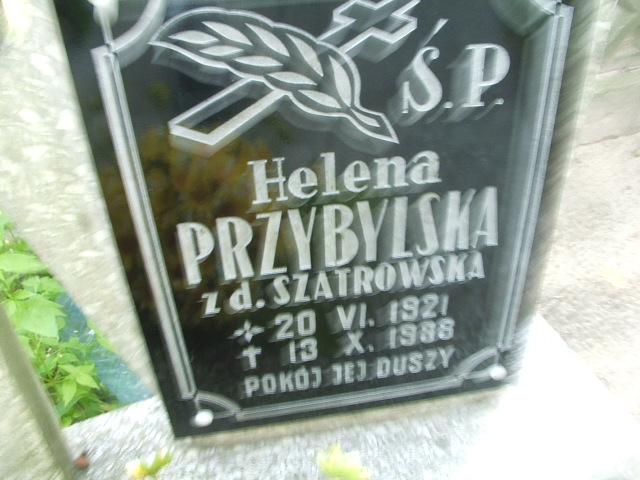 Ś.P.
Helena
PRZYBYLSKA
z d. SZATROWSKA
20 VI. 1921
† 13 X. 1988
POKÓJ JEJ DUSZY